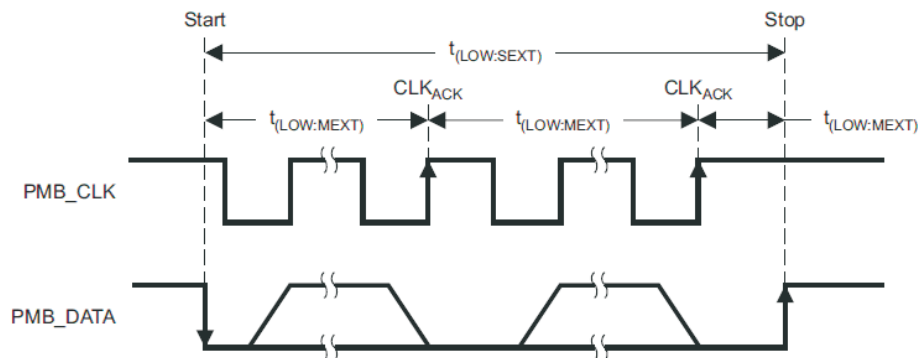 Start Stop
t(LOW:SEXT)
CLKACK CLKACK
t(LOW:MEXT) t(LOW:MEXT) t(LOW:MEXT)
PMB_CLK
PMB_DATA